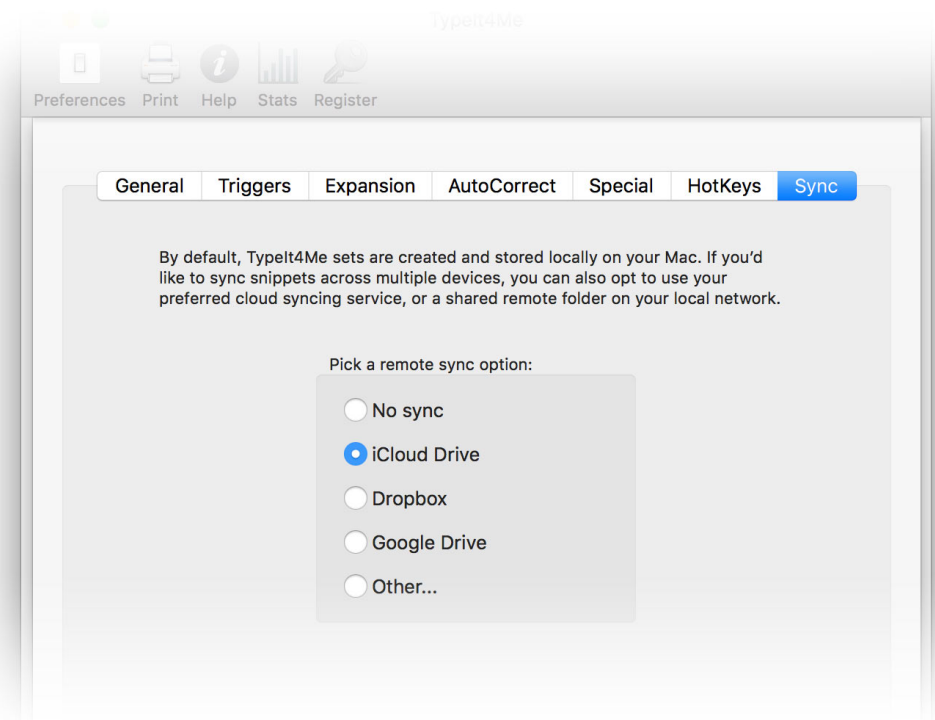 TypeIt4Me
Preferences Print Help Stats Register
General Triggers Expansion AutoCorrect Special HotKeys Sync
By default, TypeIt4Me sets are created and stored locally on your Mac. If you’d
like to sync snippets across multiple devices, you can also opt to use your
preferred cloud syncing service, or a shared remote folder on your local network.
Pick a remote sync option:
No sync
iCloud Drive
Dropbox
Google Drive
Other...